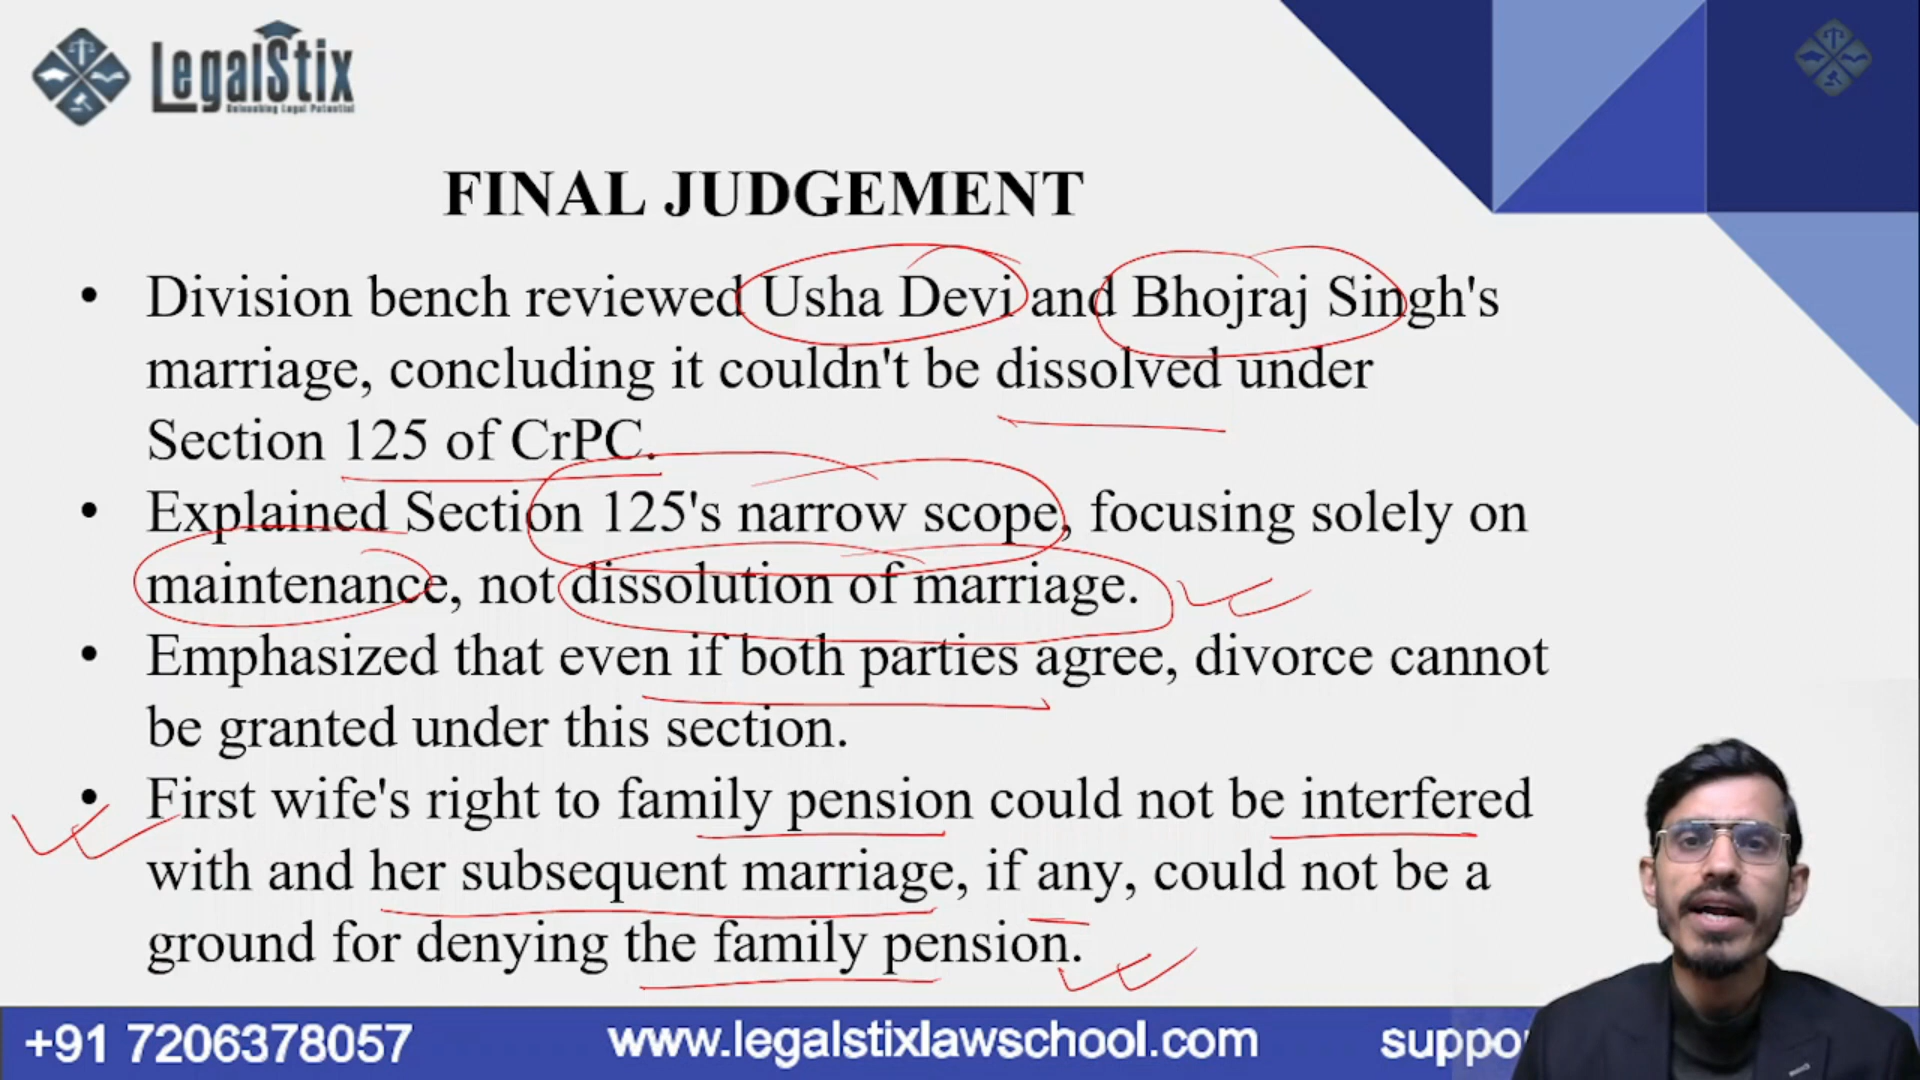 LegalStix
Unlocking Legal Potential
FINAL JUDGEMENT
• Division bench reviewed Usha Devi and Bhojraj Singh's
marriage, concluding it couldn't be dissolved under
Section 125 of CrPC.
• Explained Section 125's narrow scope, focusing solely on
maintenance, not dissolution of marriage.
• Emphasized that even if both parties agree, divorce cannot
be granted under this section.
• First wife's right to family pension could not be interfered
with and her subsequent marriage, if any, could not be a
ground for denying the family pension.
+91 7206378057 www.legalstixlawschool.com suppo